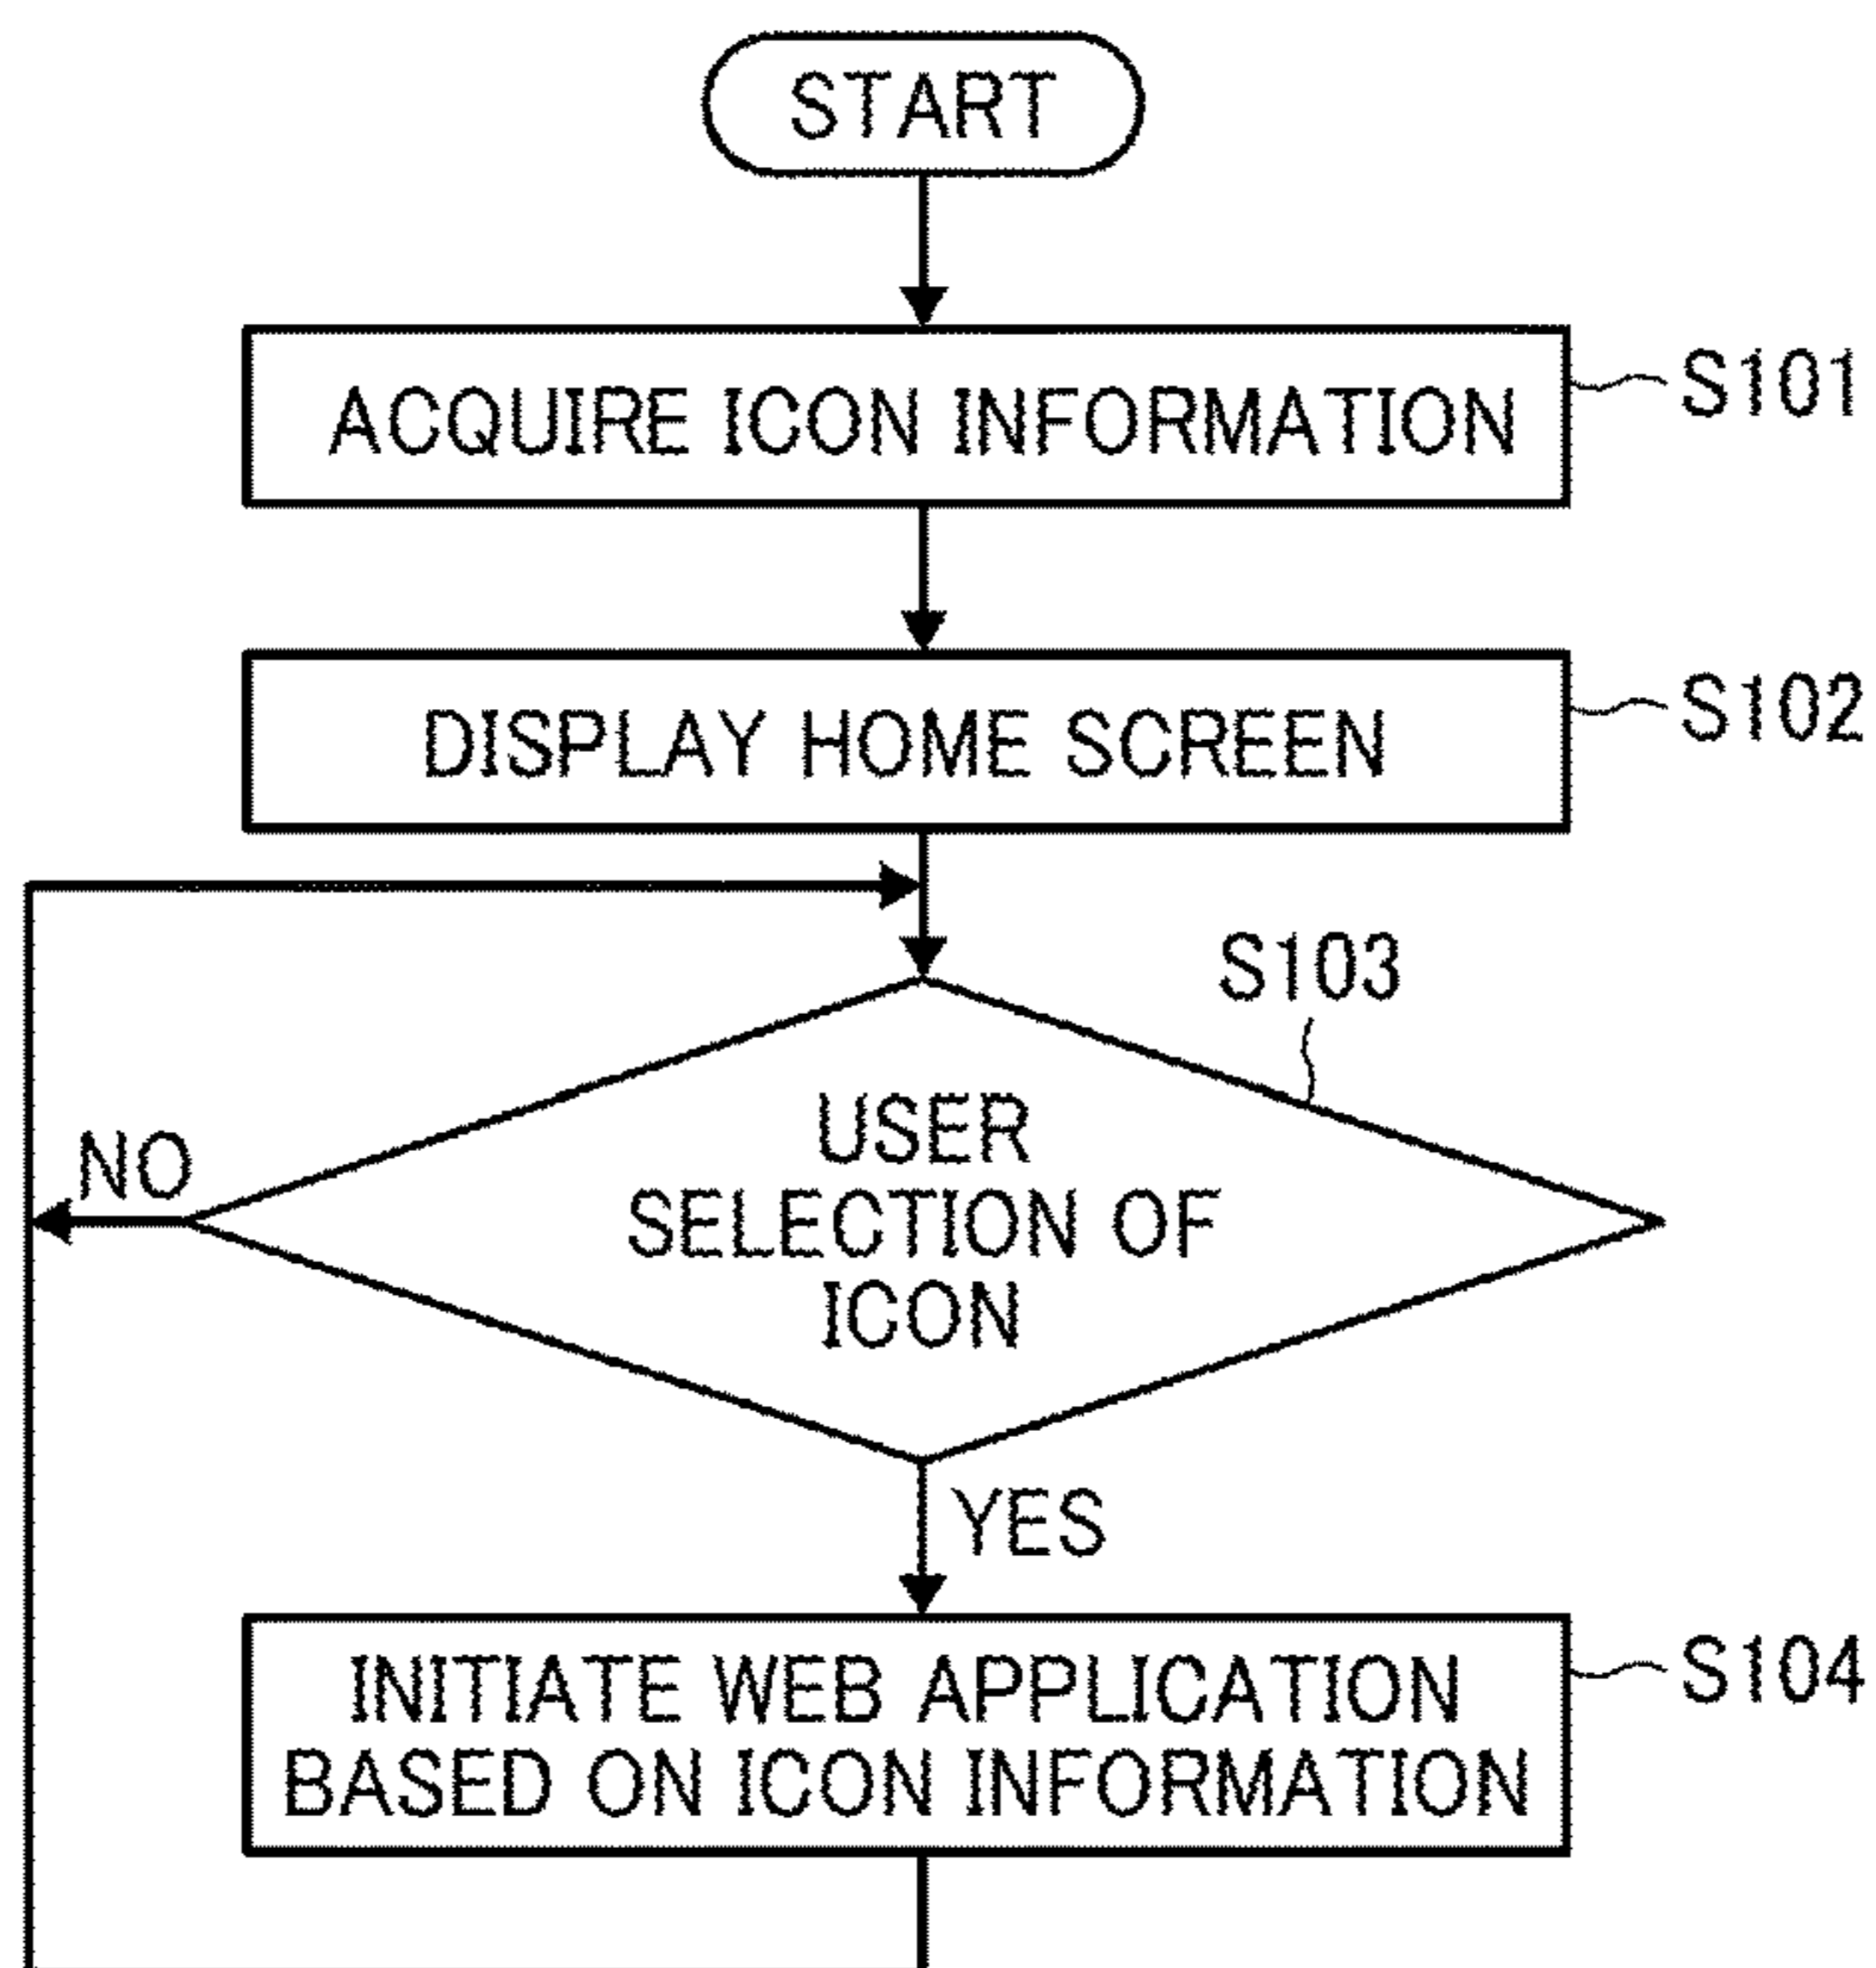 START
ACQUIRE ICON INFORMATION
S101
DISPLAY HOME SCREEN
S102
S103
USER
SELECTION OF
ICON
NO
YES
INITIATE WEB APPLICATION
BASED ON ICON INFORMATION
S104